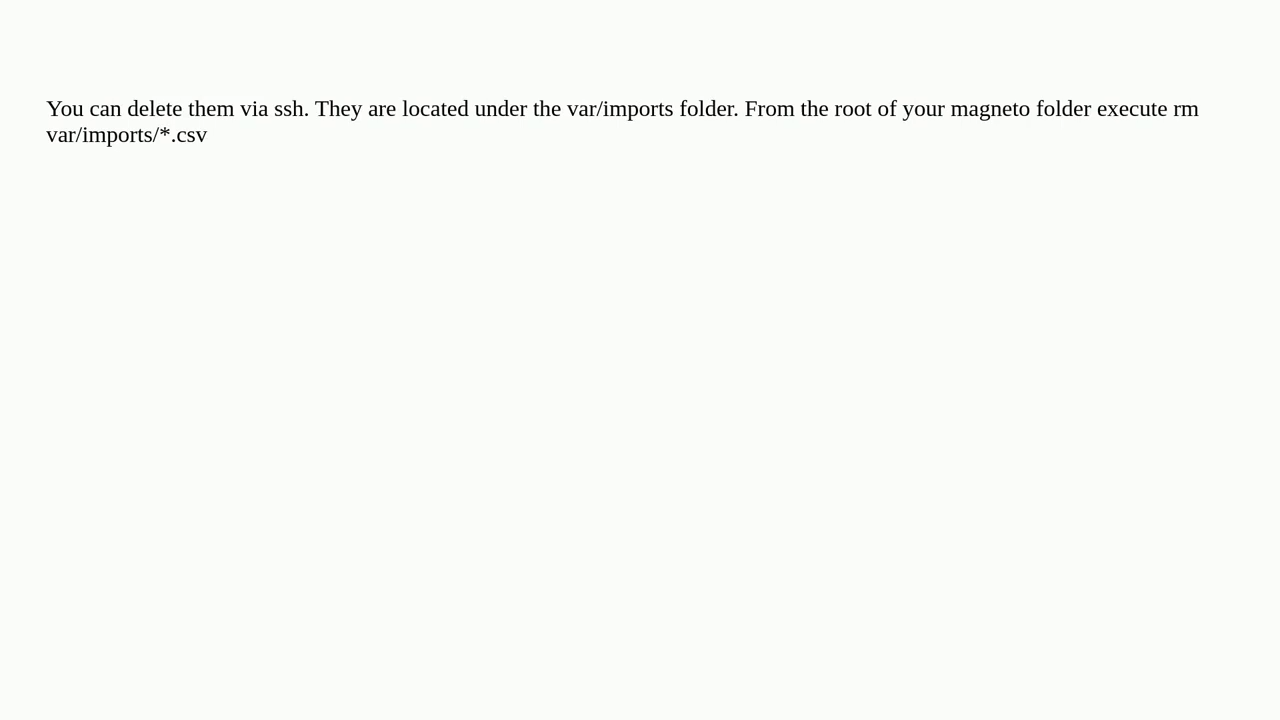 You can delete them via ssh. They are located under the var/imports folder. From the root of your magneto folder execute rm
var/imports/*.csv